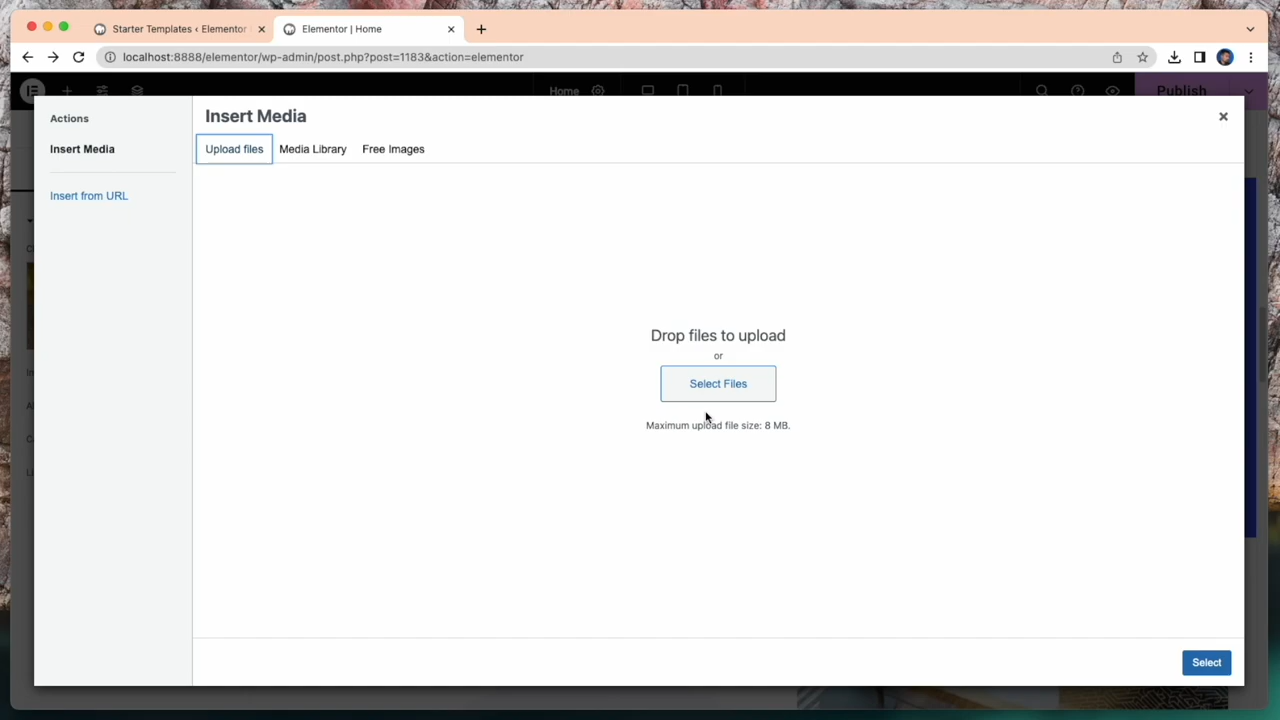 Starter Templates ‹ Elementor
Elementor | Home
localhost:8888/elementor/wp-admin/post.php?post=1183&action=elementor
Home
Publish
Actions
Insert Media
Insert from URL
Insert Media
Upload files
Media Library
Free Images
Drop files to upload
or
Select Files
Maximum upload file size: 8 MB.
Select